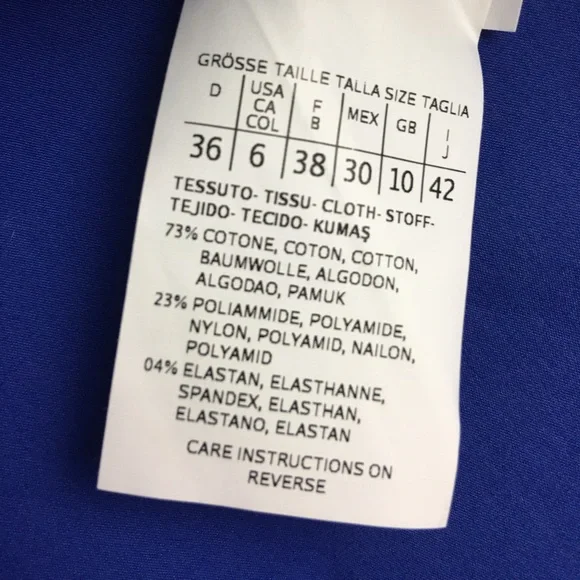 GRÖSSE TAILLE TALLA SIZE TAGLIA
D USA CA COL F B MEX GB I J
36 6 38 30 10 42
TESSUTO- TISSU- CLOTH- STOFF-
TEJIDO- TECIDO- KUMAŞ
73% COTONE, COTON, COTTON,
BAUMWOLLE, ALGODON,
ALGODAO, PAMUK
23% POLIAMMIDE, POLYAMIDE,
NYLON, POLYAMID, NAILON,
POLYAMID
04% ELASTAN, ELASTHANNE,
SPANDEX, ELASTHAN,
ELASTANO, ELASTAN
CARE INSTRUCTIONS ON
REVERSE